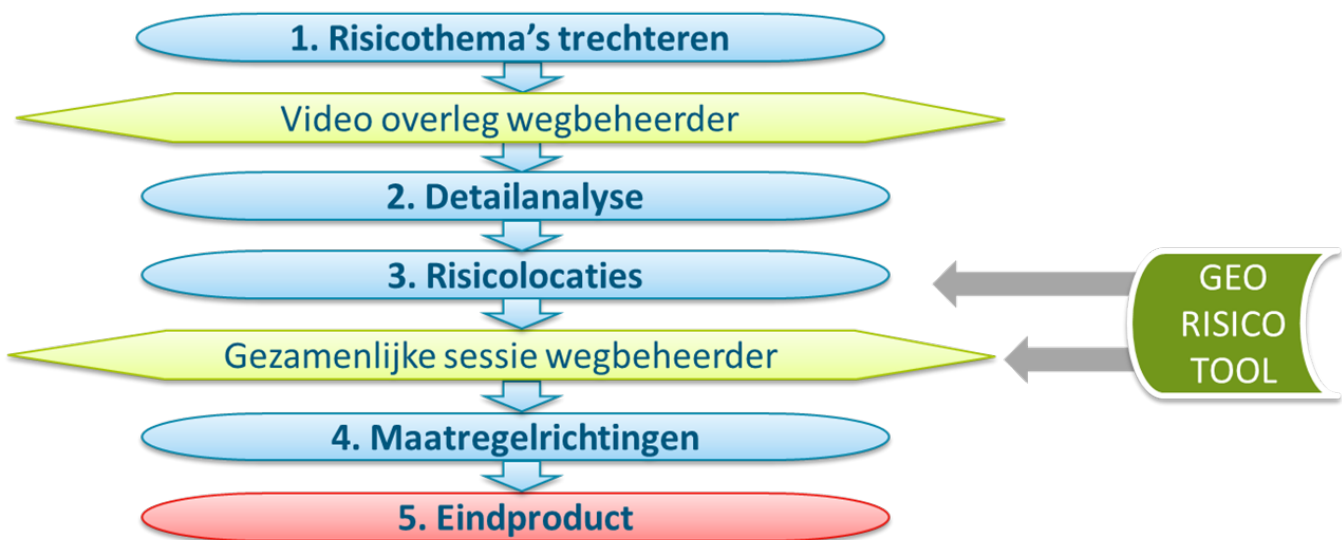 1. Risicothema's trechteren
Video overleg wegbeheerder
2. Detailanalyse
3. Risicolocaties
Gezamenlijke sessie wegbeheerder
4. Maatregelrichtingen
5. Eindproduct
GEO
RISICO
TOOL